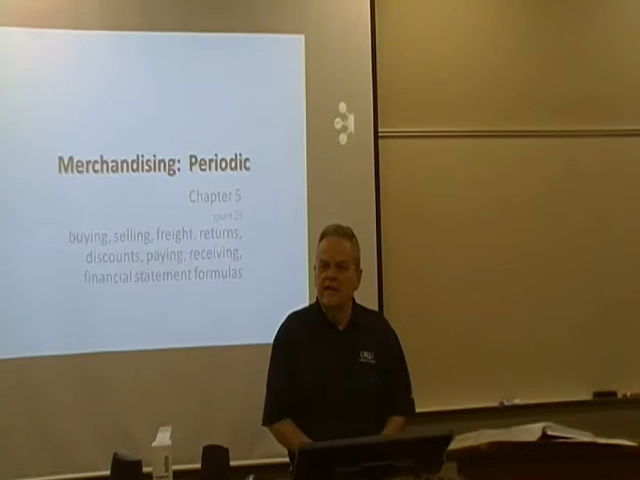 Merchandising: Periodic
Chapter 5
(part 2)
buying, selling, freight, returns,
discounts, paying, receiving,
financial statement formulas